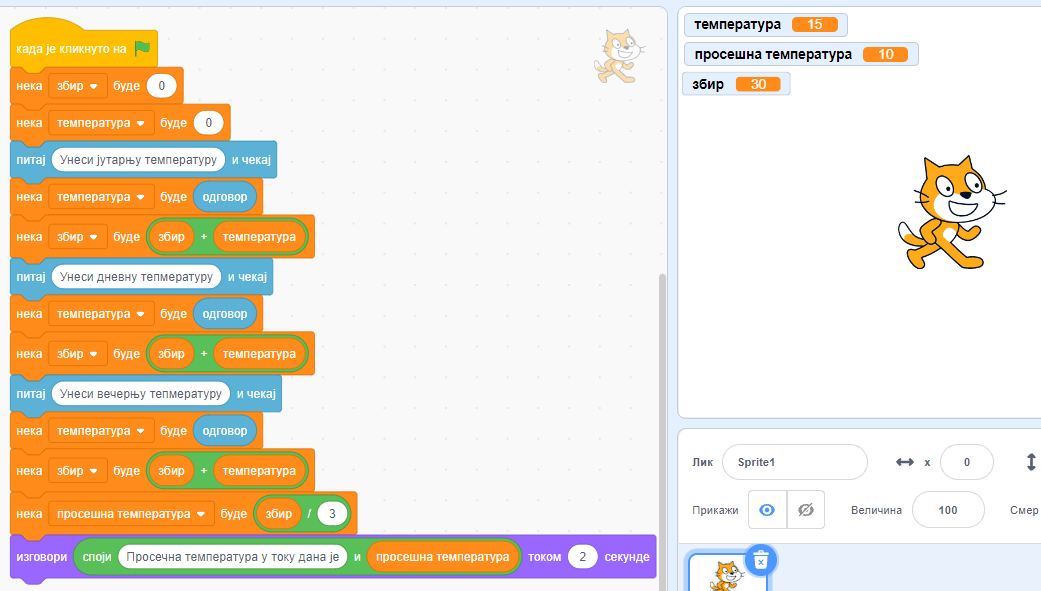 када је кликнуто на
нека збир буде 0
нека температура буде 0
питај Унеси јутарњу температуру и чекај
нека температура буде одговор
нека збир буде збир + температура
питај Унеси дневну тепмературу и чекај
нека температура буде одговор
нека збир буде збир + температура
питај Унеси вечерњу тепмературу и чекај
нека температура буде одговор
нека збир буде збир + температура
нека просешна температура буде збир / 3
изговори споји Просечна температура у току дана је и просешна температура током 2 секунде
температура 15
просешна температура 10
збир 30
Лик Sprite1 x 0
Прикажи Величина 100 Смер